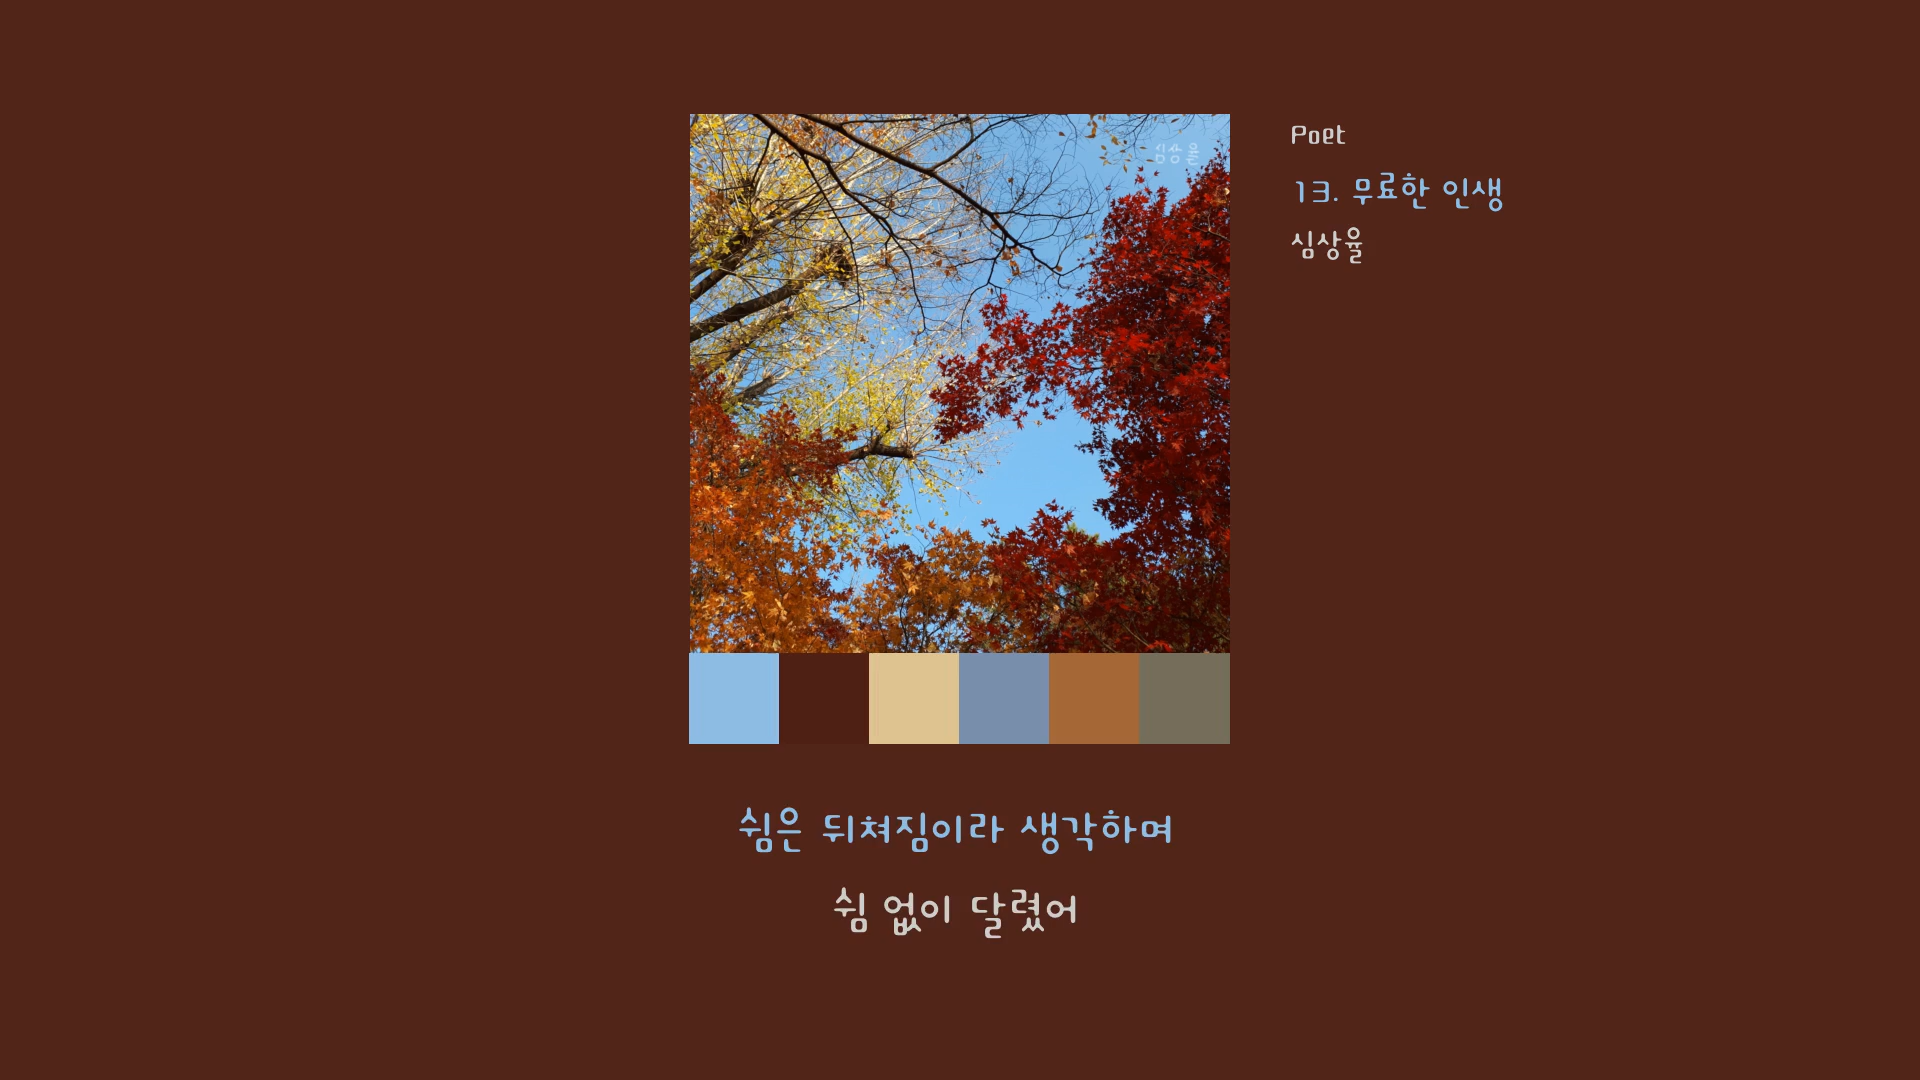 심상율
Poet
13. 무료한 인생
심상율
쉼은 뒤쳐짐이라 생각하며
쉼 없이 달렸어